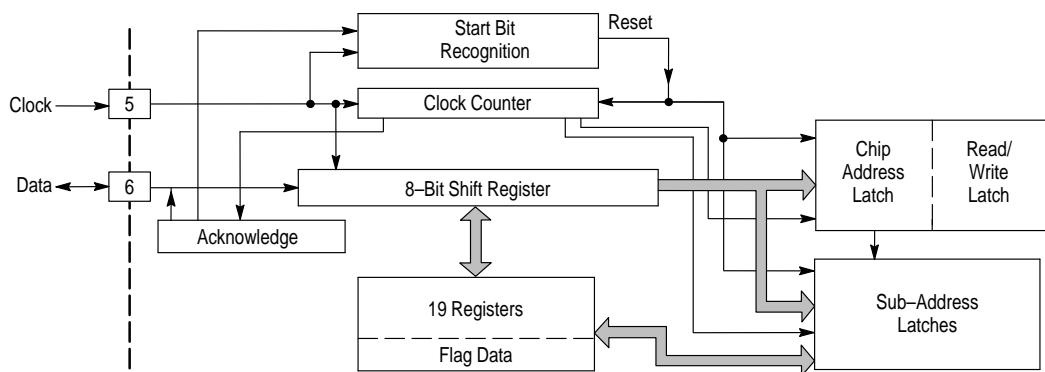 Start Bit
Recognition
Reset
Clock
5
Clock Counter
Chip
Address
Latch
Read/
Write
Latch
Data
6
8–Bit Shift Register
Acknowledge
19 Registers
Flag Data
Sub–Address
Latches